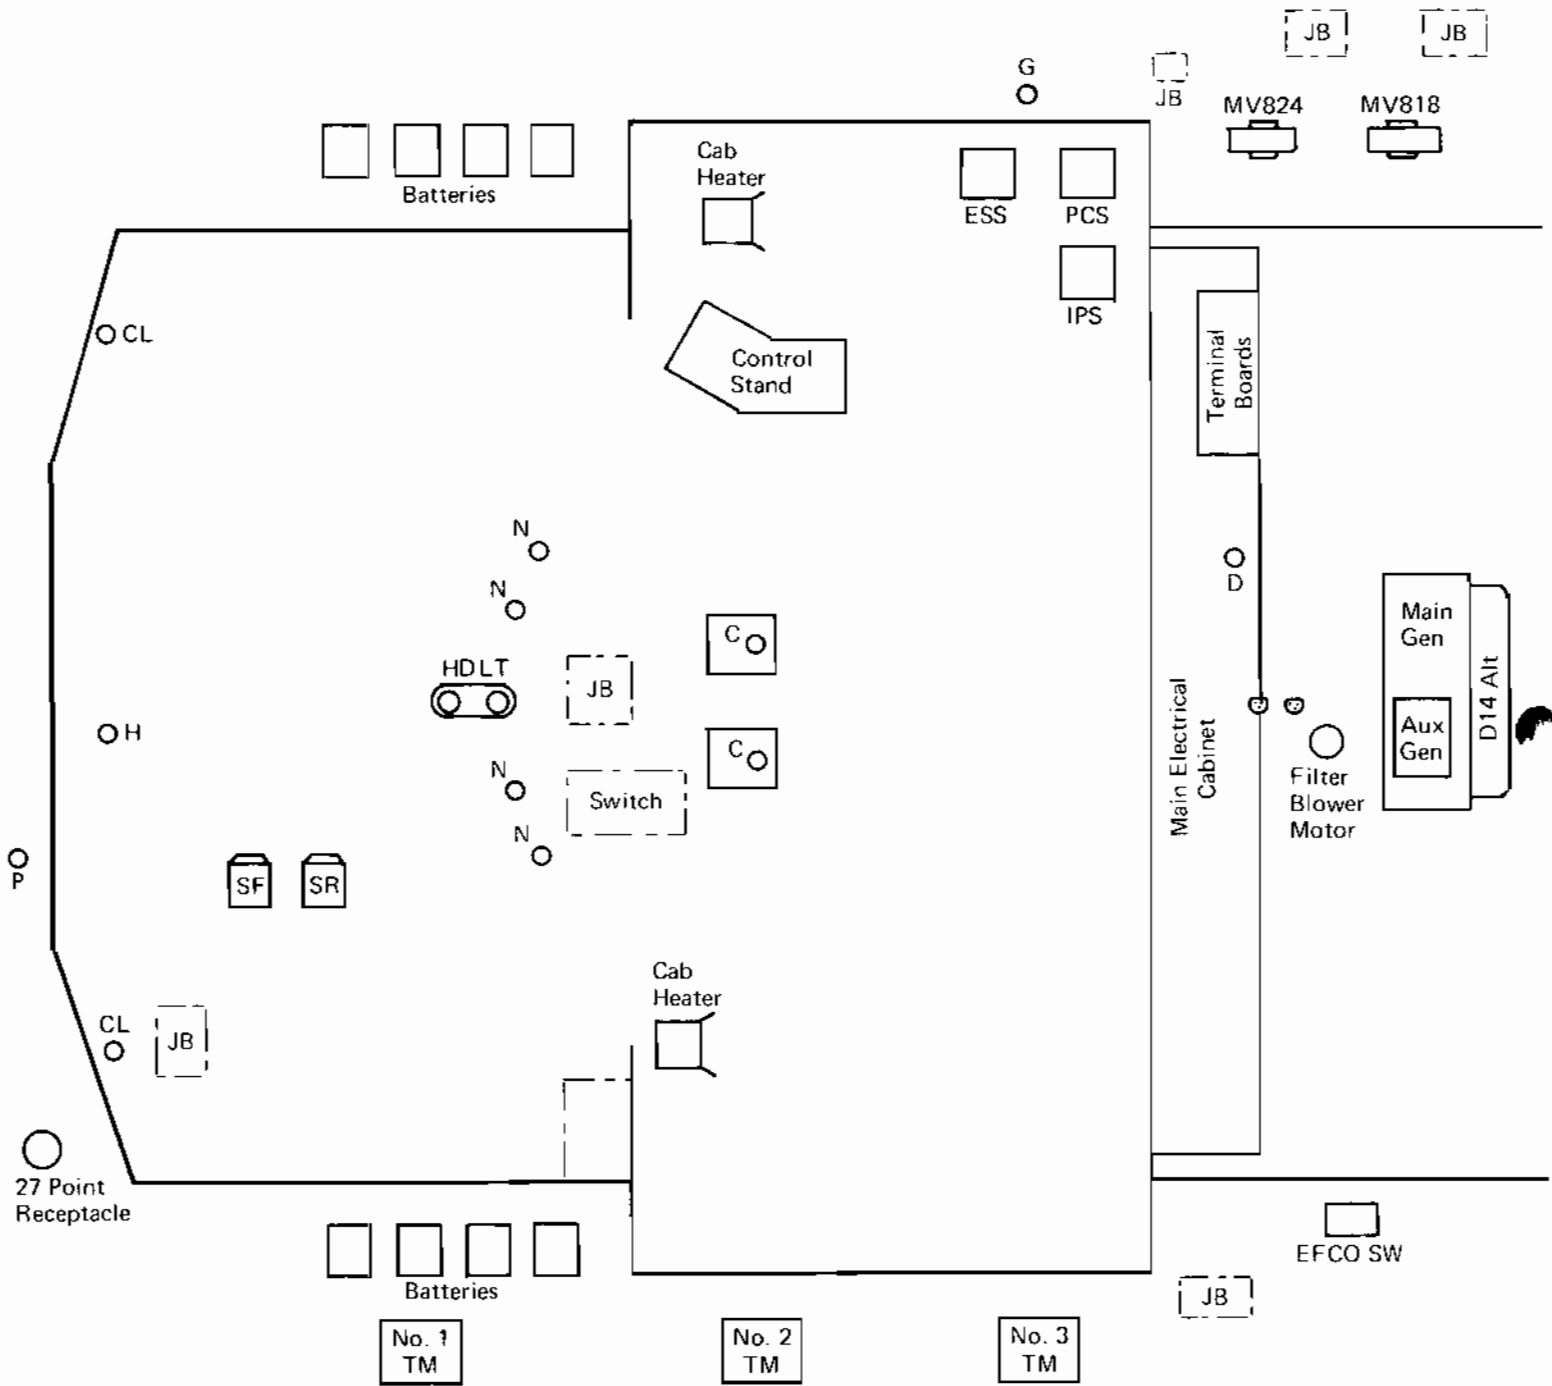 JB
JB
G
JB
MV824
MV818
Batteries
Cab
Heater
ESS
PCS
IPS
CL
Control
Stand
Terminal
Boards
N
N
D
C
Main
Gen
HDLT
JB
H
C
Main Electrical
Cabinet
Aux
Gen
D14 Alt
N
Switch
Filter
Blower
Motor
N
P
SF
SR
Cab
Heater
CL
JB
27 Point
Receptacle
EFCO SW
Batteries
JB
No. 1
TM
No. 2
TM
No. 3
TM